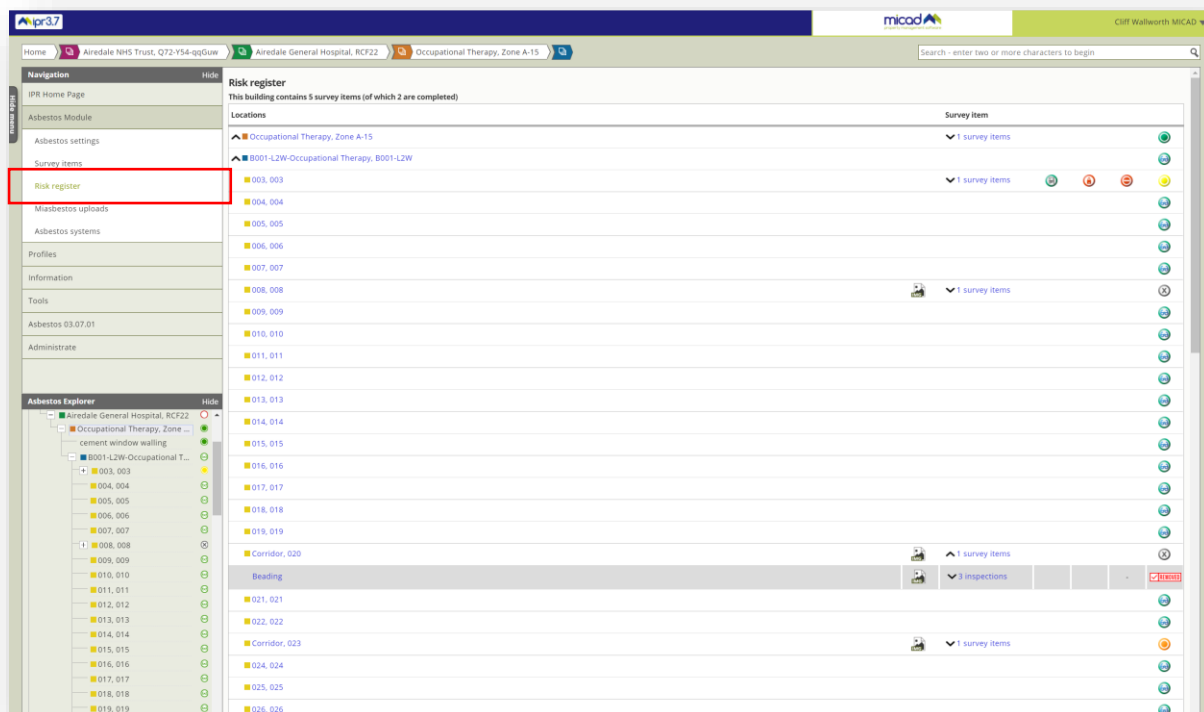 ipr3.7
micad
property management software
Cliff Wallworth MICAD
Home
Airedale NHS Trust, Q72-Y54-qqGuw
Airedale General Hospital, RCF22
Occupational Therapy, Zone A-15
Search - enter two or more characters to begin
Hide menu
Navigation Hide
IPR Home Page
Asbestos Module
Asbestos settings
Survey items
Risk register
Miasbestos uploads
Asbestos systems
Profiles
Information
Tools
Asbestos 03.07.01
Administrate
Asbestos Explorer Hide
Airedale General Hospital, RCF22
Occupational Therapy, Zone ...
cement window walling
B001-L2W-Occupational T...
003, 003
004, 004
005, 005
006, 006
007, 007
008, 008
009, 009
010, 010
011, 011
012, 012
013, 013
014, 014
015, 015
016, 016
017, 017
018, 018
019, 019
Risk register
This building contains 5 survey items (of which 2 are completed)
Locations Survey item
Occupational Therapy, Zone A-15 1 survey items
B001-L2W-Occupational Therapy, B001-L2W
003, 003 1 survey items
004, 004
005, 005
006, 006
007, 007
008, 008 1 survey items
009, 009
010, 010
011, 011
012, 012
013, 013
014, 014
015, 015
016, 016
017, 017
018, 018
019, 019
Corridor, 020 1 survey items
Beading 3 inspections - REMOVED
021, 021
022, 022
Corridor, 023 1 survey items
024, 024
025, 025
026, 026